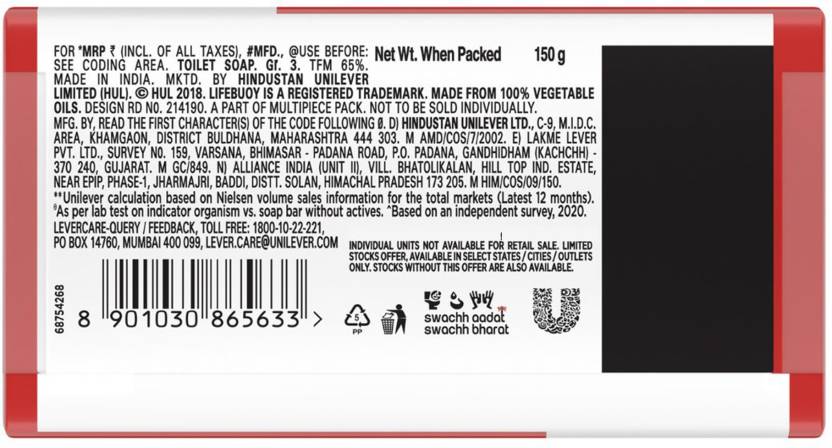 FOR *MRP ₹ (INCL. OF ALL TAXES), #MFD., @USE BEFORE: Net Wt. When Packed 150 g
SEE CODING AREA. TOILET SOAP. Gr. 3. TFM 65%.
MADE IN INDIA. MKTD. BY HINDUSTAN UNILEVER
LIMITED (HUL). © HUL 2018. LIFEBUOY IS A REGISTERED TRADEMARK. MADE FROM 100% VEGETABLE
OILS. DESIGN RD NO. 214190. A PART OF MULTIPIECE PACK. NOT TO BE SOLD INDIVIDUALLY.
MFG. BY, READ THE FIRST CHARACTER(S) OF THE CODE FOLLOWING Ø. D) HINDUSTAN UNILEVER LTD., C-9, M.I.D.C.
AREA, KHAMGAON, DISTRICT BULDHANA, MAHARASHTRA 444 303. M AMD/COS/7/2002. E) LAKME LEVER
PVT. LTD., SURVEY NO. 159, VARSANA, BHIMASAR - PADANA ROAD, P.O. PADANA, GANDHIDHAM (KACHCHH) -
370 240, GUJARAT. M GC/849. N) ALLIANCE INDIA (UNIT II), VILL. BHATOLIKALAN, HILL TOP IND. ESTATE,
NEAR EPIP, PHASE-1, JHARMAJRI, BADDI, DISTT. SOLAN, HIMACHAL PRADESH 173 205. M HIM/COS/09/150.
**Unilever calculation based on Nielsen volume sales information for the total markets (Latest 12 months).
As per lab test on indicator organism vs. soap bar without actives. ^Based on an independent survey, 2020.
LEVERCARE-QUERY / FEEDBACK, TOLL FREE: 1800-10-22-221,
PO BOX 14760, MUMBAI 400 099, LEVER.CARE@UNILEVER.COM
INDIVIDUAL UNITS NOT AVAILABLE FOR RETAIL SALE. LIMITED
STOCKS OFFER, AVAILABLE IN SELECT STATES / CITIES / OUTLETS
ONLY. STOCKS WITHOUT THIS OFFER ARE ALSO AVAILABLE.
68754268
8 901030 865633 >
5
PP
swachh aadat
swachh bharat